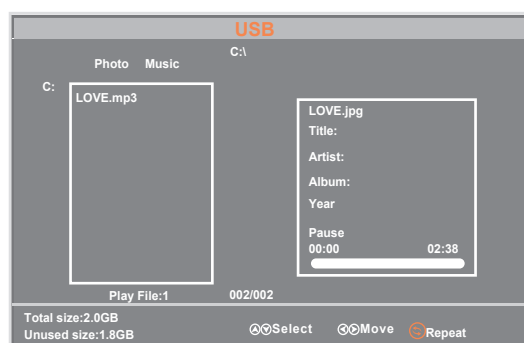 USB
C:\
Photo Music
C:
LOVE.mp3
LOVE.jpg
Title:
Artist:
Album:
Year
Pause
00:00 02:38
Play File:1 002/002
Total size:2.0GB
Unused size:1.8GB
Select Move Repeat